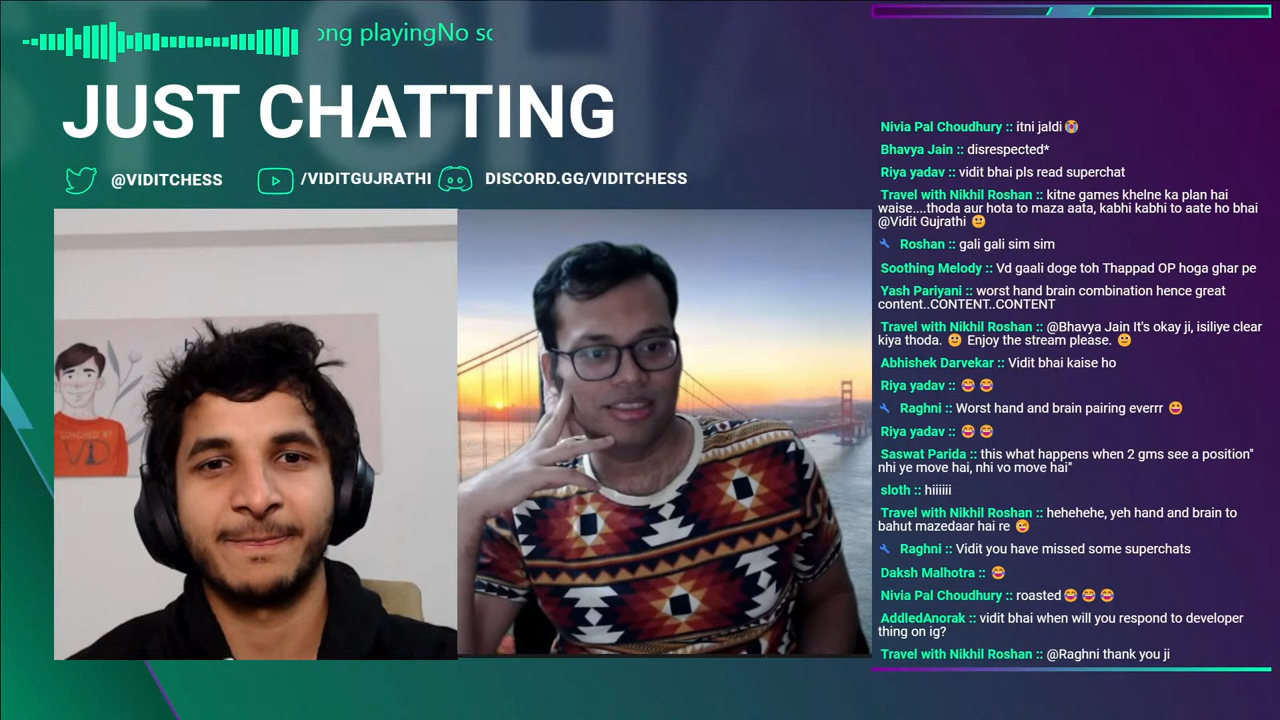 ong playingNo so
JUST CHATTING
@VIDITCHESS
/VIDITGUJRATHI
DISCORD.GG/VIDITCHESS
COACHED BY
Nivia Pal Choudhury :: itni jaldi😭
Bhavya Jain :: disrespected*
Riya yadav :: vidit bhai pls read superchat
Travel with Nikhil Roshan :: kitne games khelne ka plan hai
waise....thoda aur hota to maza aata, kabhi kabhi to aate ho bhai
@Vidit Gujrathi 🙂
Roshan :: gali gali sim sim
Soothing Melody :: Vd gaali doge toh Thappad OP hoga ghar pe
Yash Pariyani :: worst hand brain combination hence great
content..CONTENT..CONTENT
Travel with Nikhil Roshan :: @Bhavya Jain It's okay ji, isiliye clear
kiya thoda. 🙂 Enjoy the stream please. 🙂
Abhishek Darvekar :: Vidit bhai kaise ho
Riya yadav :: 😂 😂
Raghni :: Worst hand and brain pairing everrr 😄
Riya yadav :: 😂 😂
Saswat Parida :: this what happens when 2 gms see a position"
nhi ye move hai, nhi vo move hai"
sloth :: hiiiiii
Travel with Nikhil Roshan :: hehehehe, yeh hand and brain to
bahut mazedaar hai re 😅
Raghni :: Vidit you have missed some superchats
Daksh Malhotra :: 😂
Nivia Pal Choudhury :: roasted😂 😂 😂
AddledAnorak :: vidit bhai when will you respond to developer
thing on ig?
Travel with Nikhil Roshan :: @Raghni thank you ji